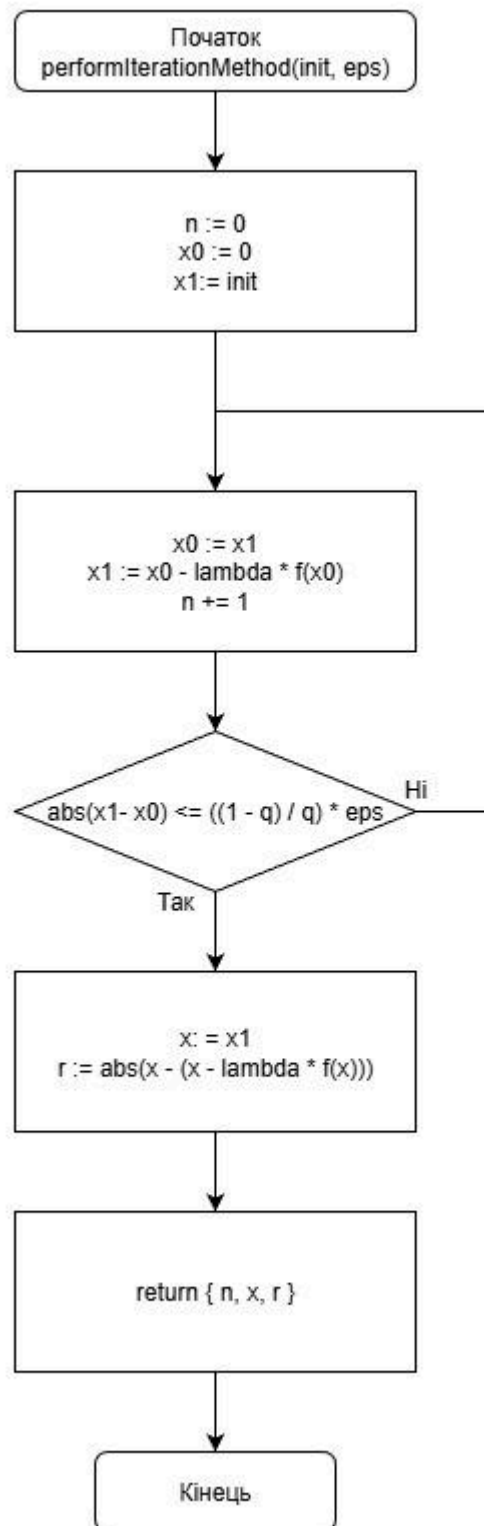 Початок
performIterationMethod(init, eps)
n := 0
x0 := 0
x1:= init
x0 := x1
x1 := x0 - lambda * f(x0)
n += 1
abs(x1- x0) <= ((1 - q) / q) * eps
Ні
Так
x: = x1
r := abs(x - (x - lambda * f(x)))
return { n, x, r }
Кінець